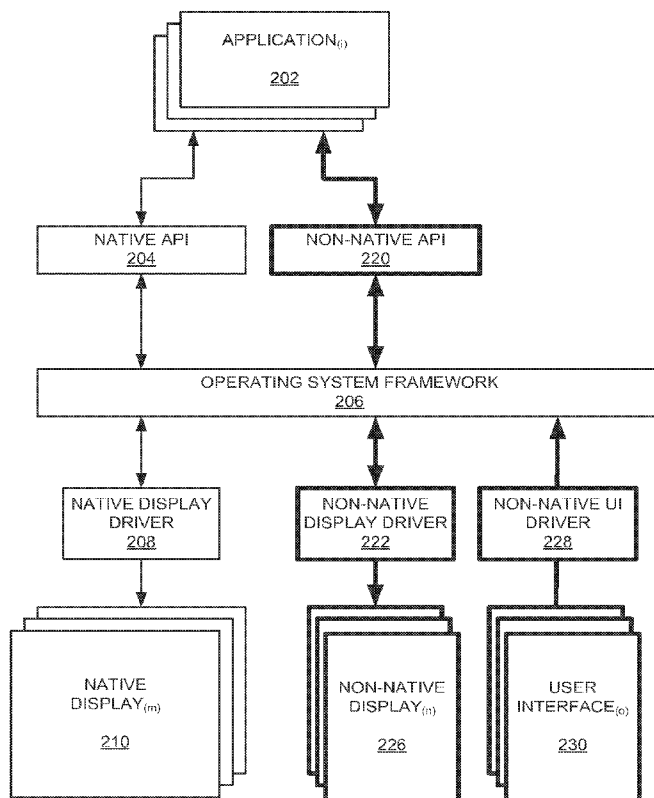 APPLICATION(i)
202
NATIVE API
204
NON-NATIVE API
220
OPERATING SYSTEM FRAMEWORK
206
NATIVE DISPLAY
DRIVER
208
NON-NATIVE
DISPLAY DRIVER
222
NON-NATIVE UI
DRIVER
228
NATIVE
DISPLAY(m)
210
NON-NATIVE
DISPLAY(n)
226
USER
INTERFACE(o)
230